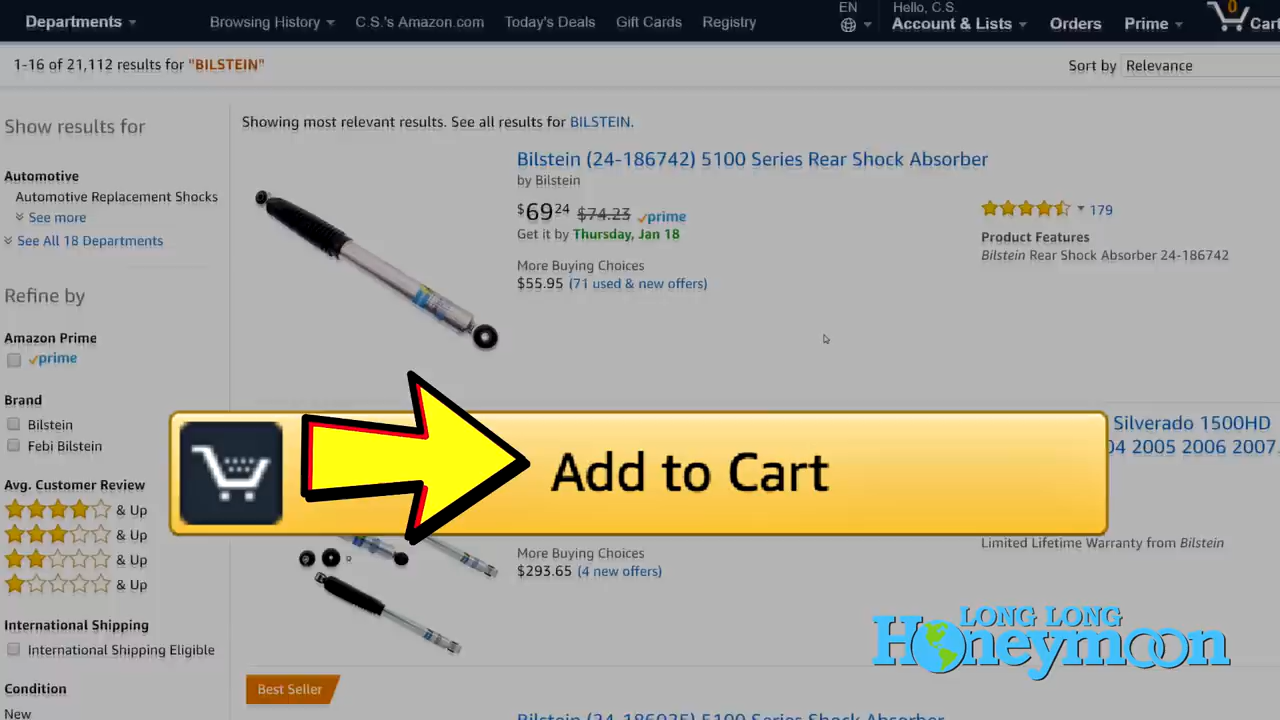 Departments
Browsing History
C.S.'s Amazon.com
Today's Deals
Gift Cards
Registry
EN
Hello, C.S.
Account & Lists
Orders
Prime
0
Cart
1-16 of 21,112 results for "BILSTEIN"
Sort by Relevance
Show results for
Automotive
Automotive Replacement Shocks
See more
See All 18 Departments
Refine by
Amazon Prime
prime
Brand
Bilstein
Febi Bilstein
Avg. Customer Review
& Up
& Up
& Up
& Up
International Shipping
International Shipping Eligible
Condition
New
Showing most relevant results. See all results for BILSTEIN.
Bilstein (24-186742) 5100 Series Rear Shock Absorber
by Bilstein
$69 24 $74.23 prime
Get it by Thursday, Jan 18
More Buying Choices
$55.95 (71 used & new offers)
179
Product Features
Bilstein Rear Shock Absorber 24-186742
Silverado 1500HD
04 2005 2006 2007
Add to Cart
More Buying Choices
$293.65 (4 new offers)
Limited Lifetime Warranty from Bilstein
LONG LONG
Honeymoon
Best Seller